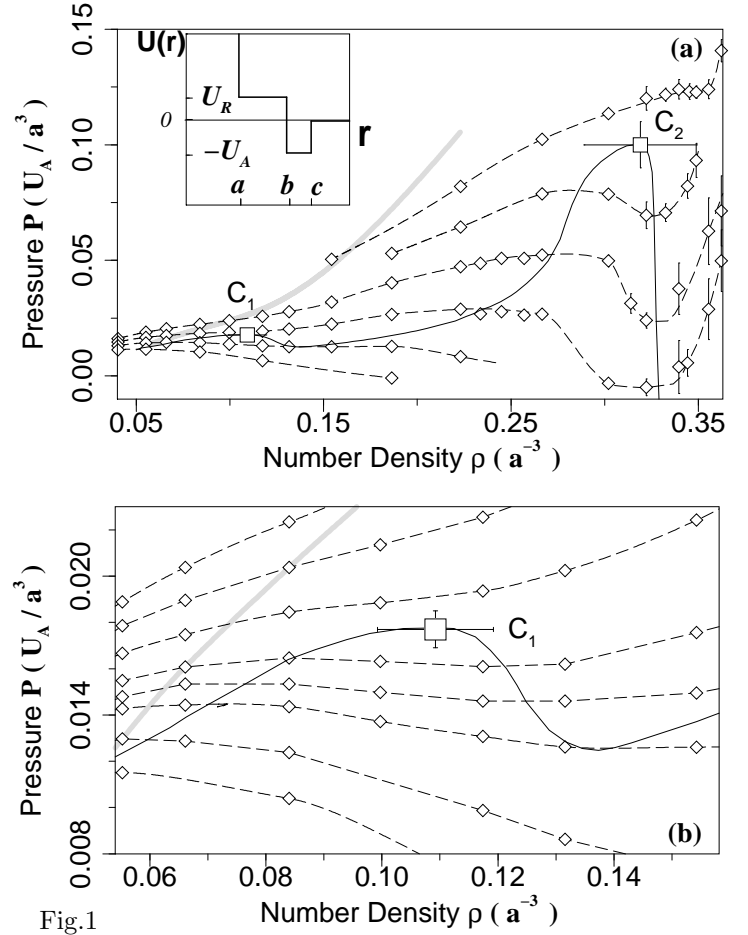 0.15
U(r)
(a)
U_R
0
r
−U_A
a b c
C_2
0.10
0.05
0.00
C_1
Pressure P ( U_A / a^3 )
0.05 0.15 0.25 0.35
Number Density ρ ( a^−3 )
0.020
0.014
0.008
C_1
Pressure P ( U_A / a^3 )
(b)
0.06 0.08 0.10 0.12 0.14
Number Density ρ ( a^−3 )
Fig.1